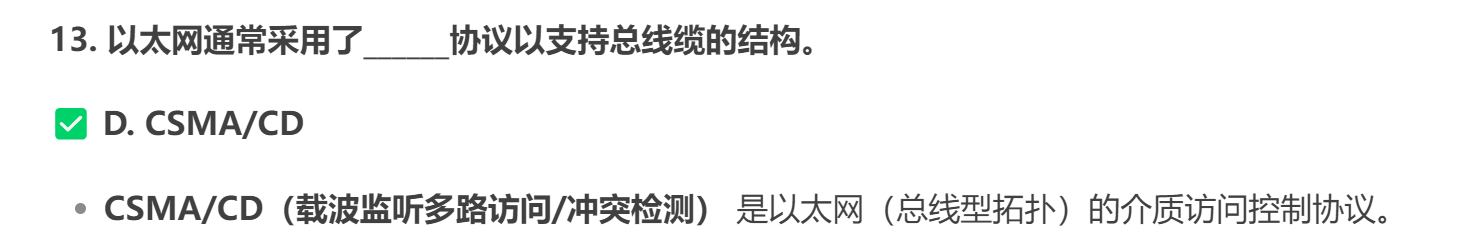 13. 以太网通常采用了______协议以支持总线缆的结构。
✅ D. CSMA/CD
• CSMA/CD（载波监听多路访问/冲突检测） 是以太网（总线型拓扑）的介质访问控制协议。